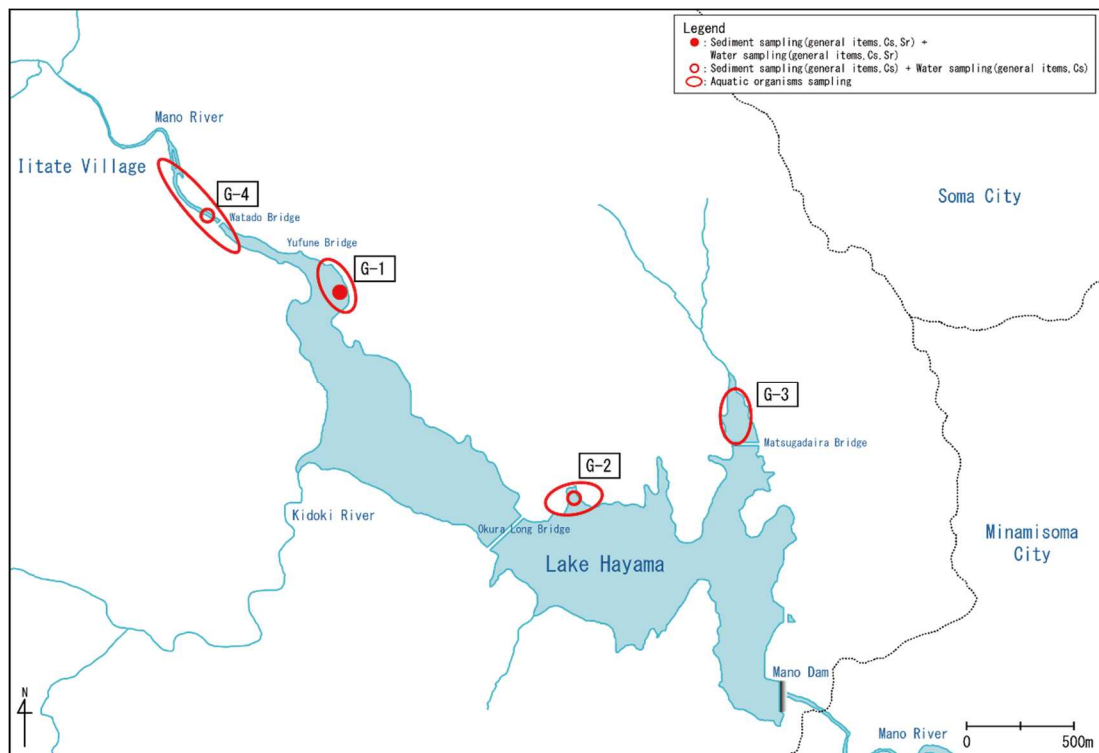 Legend
: Sediment sampling(general items,Cs,Sr) +
Water sampling(general items,Cs,Sr)
: Sediment sampling(general items,Cs) + Water sampling(general items,Cs)
: Aquatic organisms sampling
Mano River
Iitate Village
G-4
Watado Bridge
Soma City
Yufune Bridge
G-1
G-3
Matsugadaira Bridge
G-2
Kidoki River
Okura Long Bridge
Minamisoma
City
Lake Hayama
Mano Dam
N
Mano River
0
500m